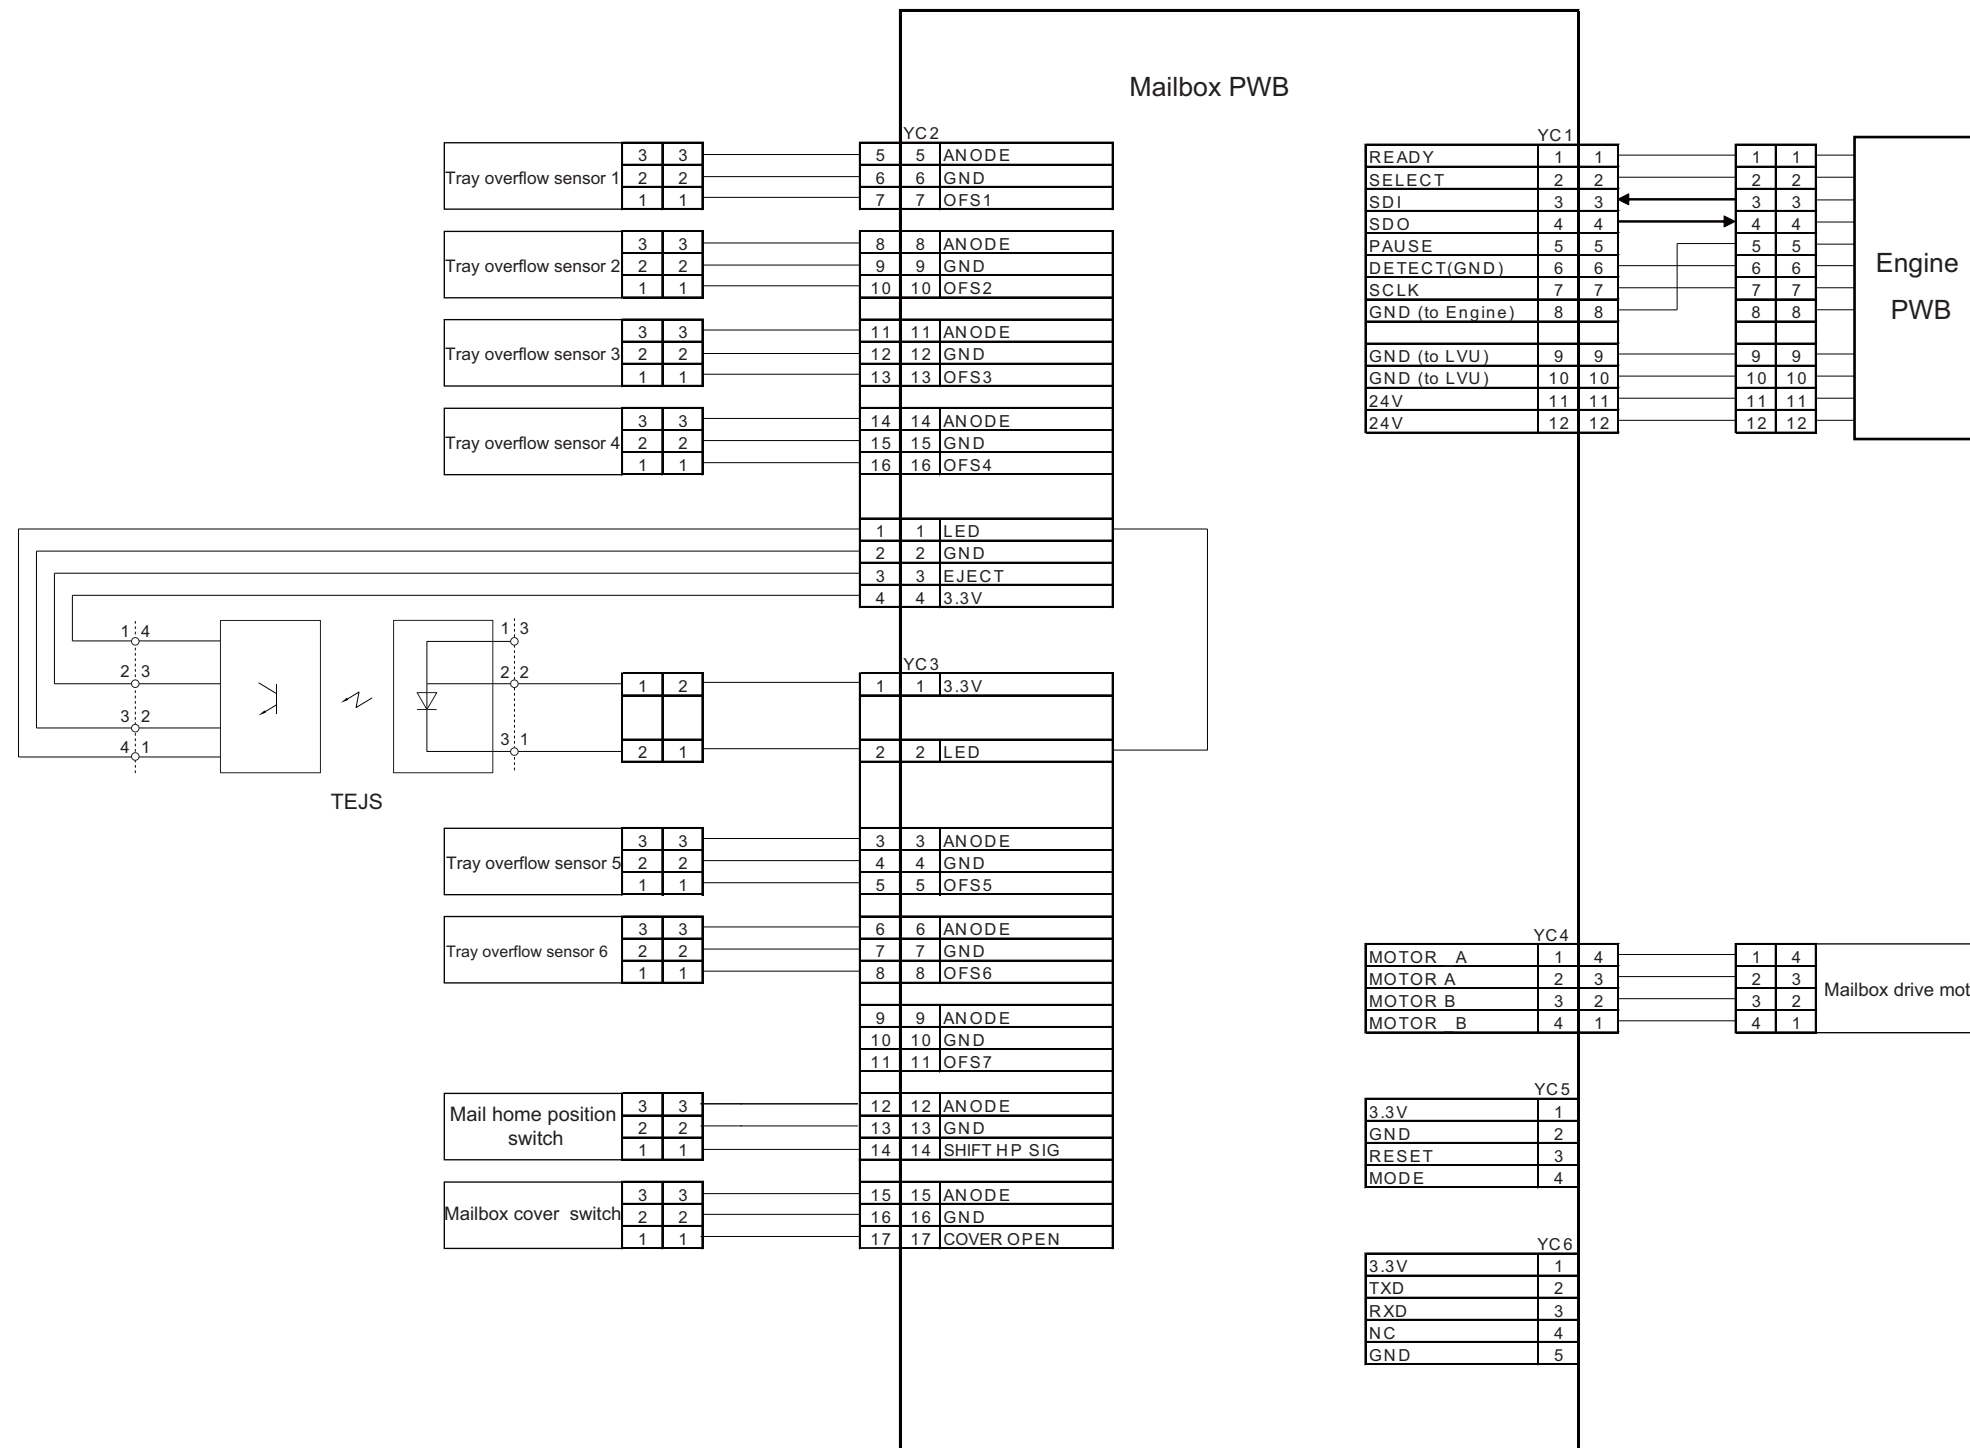 Mailbox PWB
YC2
Tray overflow sensor 1
3 3 5 5 ANODE
2 2 6 6 GND
1 1 7 7 OFS1
Tray overflow sensor 2
3 3 8 8 ANODE
2 2 9 9 GND
1 1 10 10 OFS2
Tray overflow sensor 3
3 3 11 11 ANODE
2 2 12 12 GND
1 1 13 13 OFS3
Tray overflow sensor 4
3 3 14 14 ANODE
2 2 15 15 GND
1 1 16 16 OFS4
1 1 LED
2 2 GND
3 3 EJECT
4 4 3.3V
1 4
2 3
3 2
4 1
1 3
2 2
3 1
TEJS
YC3
1 2 1 1 3.3V
2 1 2 2 LED
Tray overflow sensor 5
3 3 3 3 ANODE
2 2 4 4 GND
1 1 5 5 OFS5
Tray overflow sensor 6
3 3 6 6 ANODE
2 2 7 7 GND
1 1 8 8 OFS6
9 9 ANODE
10 10 GND
11 11 OFS7
Mail home position
switch
3 3 12 12 ANODE
2 2 13 13 GND
1 1 14 14 SHIFT HP SIG
Mailbox cover switch
3 3 15 15 ANODE
2 2 16 16 GND
1 1 17 17 COVER OPEN
YC1
READY 1 1 1 1
SELECT 2 2 2 2
SDI 3 3 3 3
SDO 4 4 4 4
PAUSE 5 5 5 5
DETECT(GND) 6 6 6 6
SCLK 7 7 7 7
GND (to Engine) 8 8 8 8
GND (to LVU) 9 9 9 9
GND (to LVU) 10 10 10 10
24V 11 11 11 11
24V 12 12 12 12
Engine
PWB
YC4
MOTOR _A 1 4 1 4
MOTOR A 2 3 2 3
MOTOR B 3 2 3 2
MOTOR _B 4 1 4 1
Mailbox drive mot
YC5
3.3V 1
GND 2
RESET 3
MODE 4
YC6
3.3V 1
TXD 2
RXD 3
NC 4
GND 5